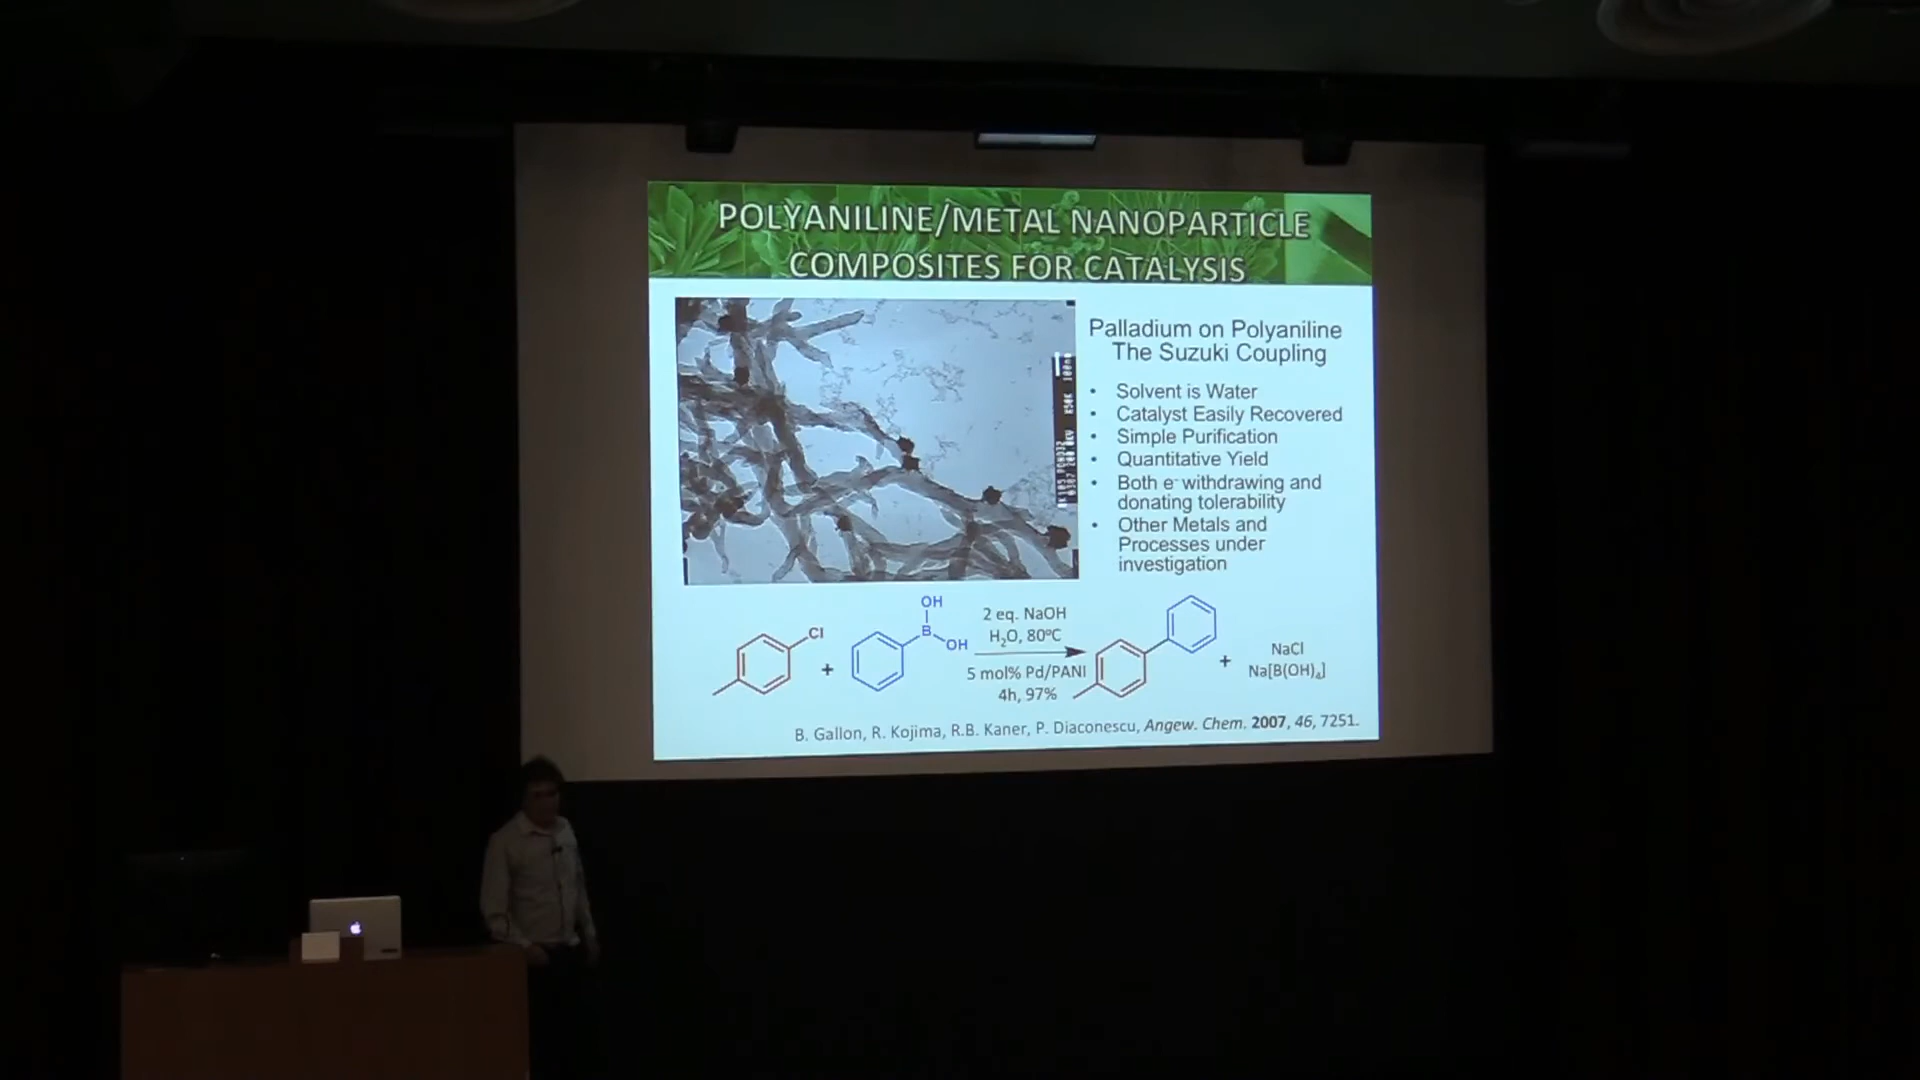 POLYANILINE/METAL NANOPARTICLE
COMPOSITES FOR CATALYSIS
Palladium on Polyaniline
The Suzuki Coupling
• Solvent is Water
• Catalyst Easily Recovered
• Simple Purification
• Quantitative Yield
• Both e⁻ withdrawing and
donating tolerability
• Other Metals and
Processes under
investigation
Cl
+
OH
B
OH
2 eq. NaOH
H₂O, 80ºC
5 mol% Pd/PANI
4h, 97%
+
NaCl
Na[B(OH)₄]
B. Gallon, R. Kojima, R.B. Kaner, P. Diaconescu, Angew. Chem. 2007, 46, 7251.